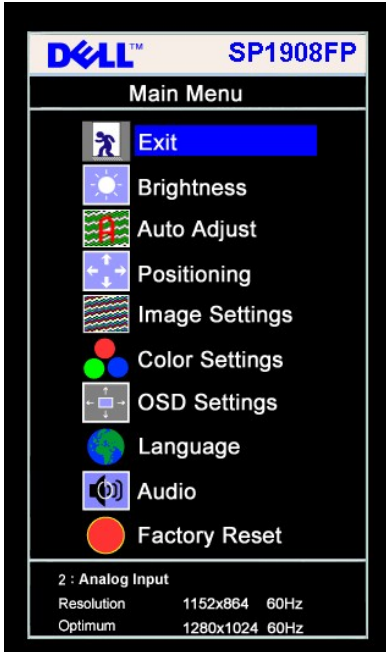 DELL™ SP1908FP
Main Menu
Exit
Brightness
Auto Adjust
Positioning
Image Settings
Color Settings
OSD Settings
Language
Audio
Factory Reset
2 : Analog Input
Resolution 1152x864 60Hz
Optimum 1280x1024 60Hz